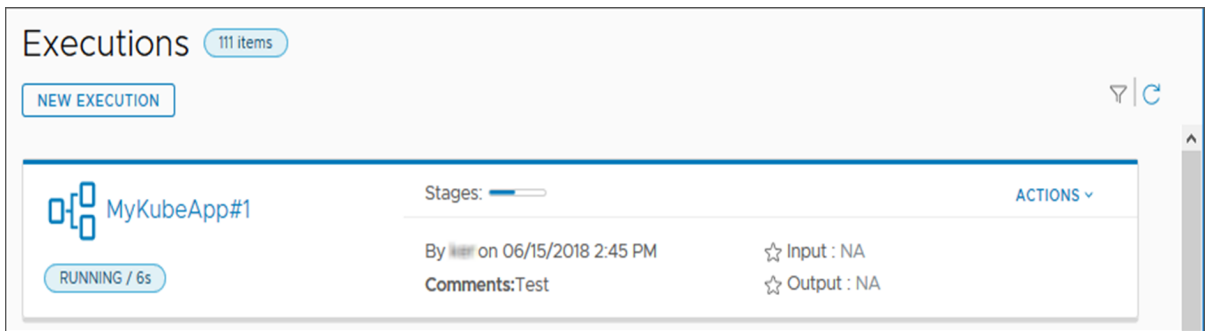 Executions 111 items
NEW EXECUTION
MyKubeApp#1
RUNNING / 6s
Stages:
ACTIONS
By on 06/15/2018 2:45 PM
Comments:Test
Input : NA
Output : NA